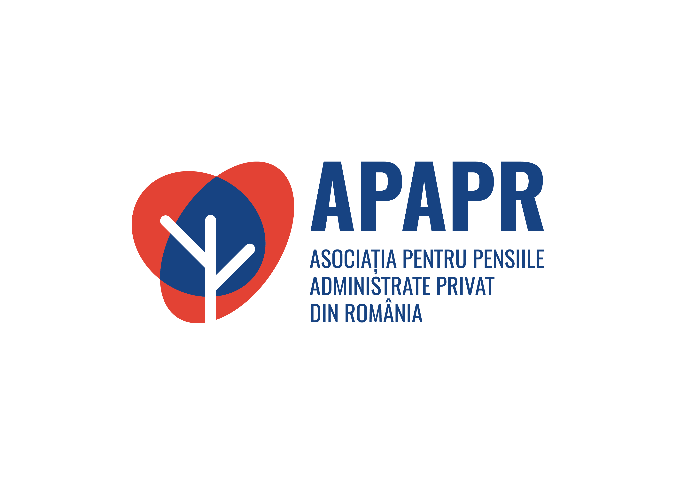 APAPR
ASOCIAȚIA PENTRU PENSIILE
ADMINISTRATE PRIVAT
DIN ROMÂNIA